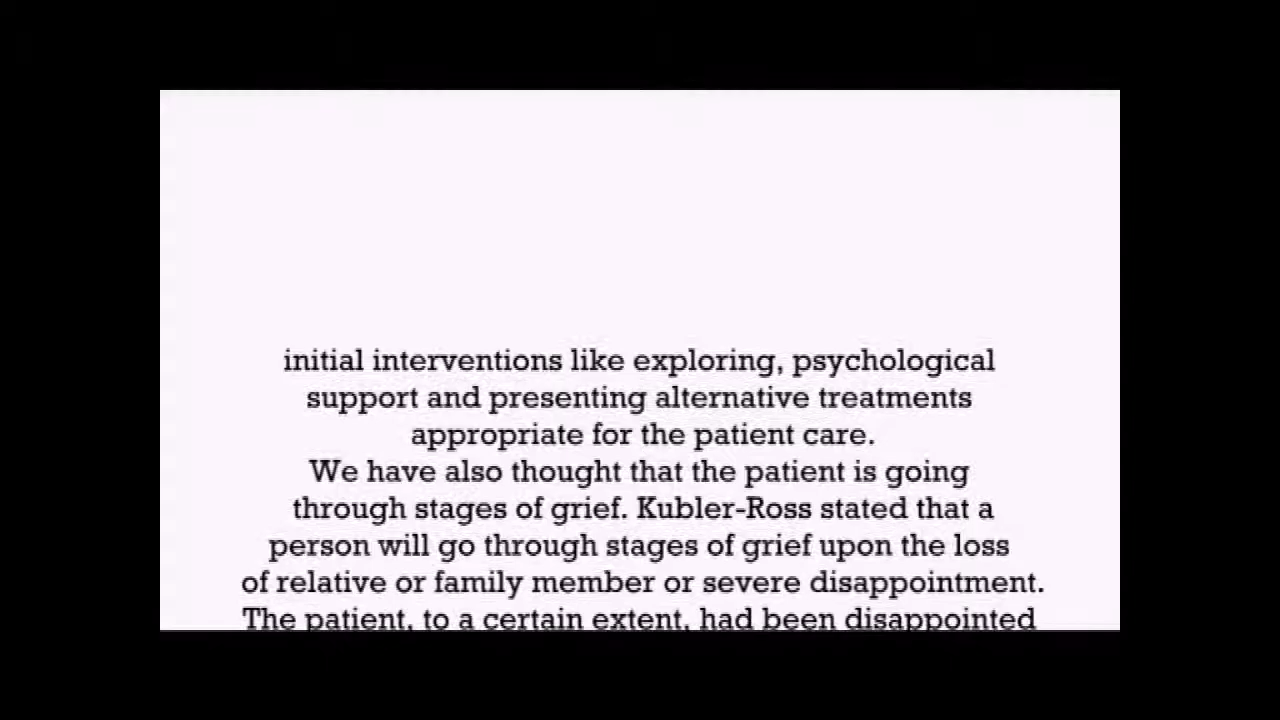 initial interventions like exploring, psychological
support and presenting alternative treatments
appropriate for the patient care.
We have also thought that the patient is going
through stages of grief. Kubler-Ross stated that a
person will go through stages of grief upon the loss
of relative or family member or severe disappointment.
The patient, to a certain extent, had been disappointed